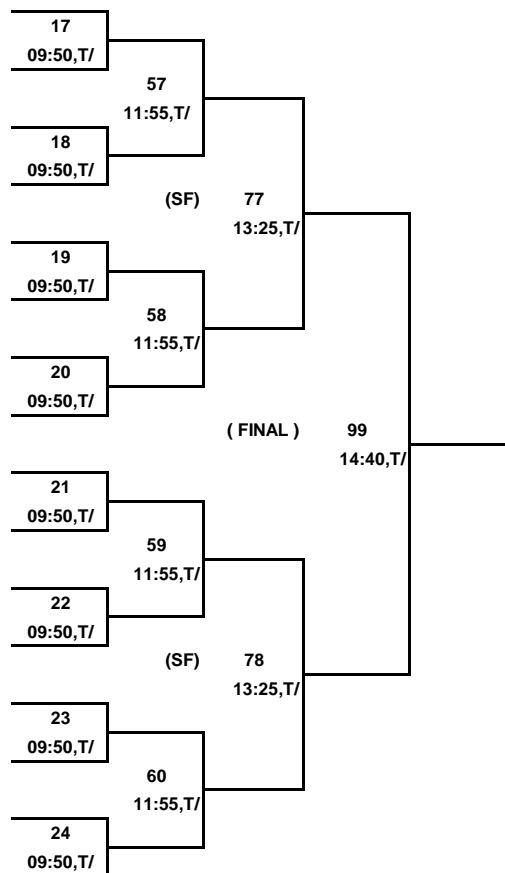 17
09:50,T/
57
11:55,T/
18
09:50,T/
(SF) 77
13:25,T/
19
09:50,T/
58
11:55,T/
20
09:50,T/
( FINAL ) 99
14:40,T/
21
09:50,T/
59
11:55,T/
22
09:50,T/
(SF) 78
13:25,T/
23
09:50,T/
60
11:55,T/
24
09:50,T/